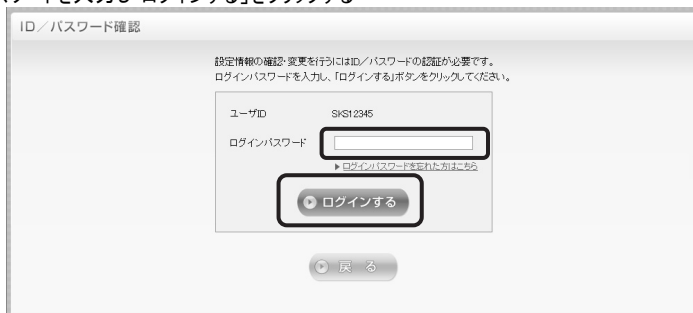 ワードを入力し「ログインする」をクリックする
ID／パスワード確認
設定情報の確認・変更を行うにはID／パスワードの認証が必要です。
ログインパスワードを入力し、「ログインする」ボタンをクリックしてください。
ユーザID SKS12345
ログインパスワード
ログインパスワードを忘れた方はこちら
ログインする
戻る